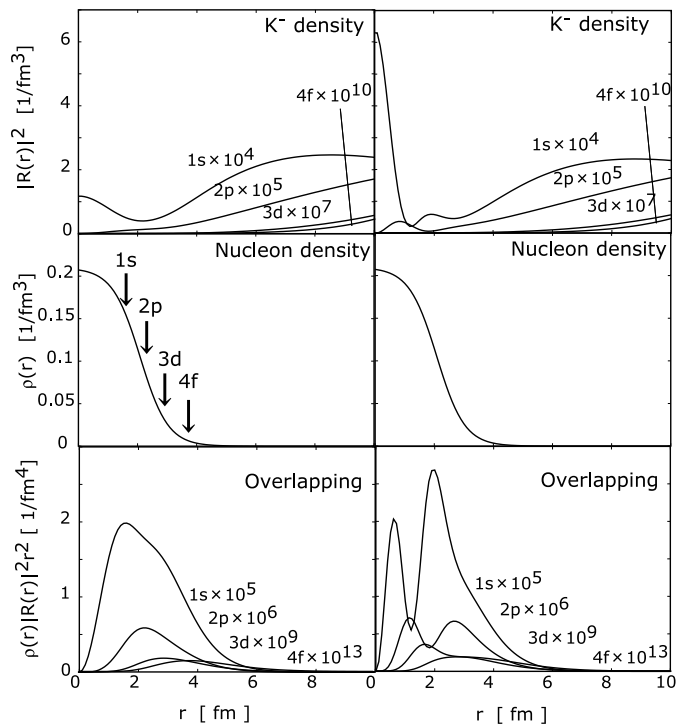 K⁻ density
K⁻ density
|R(r)|² [1/fm³]
6
4
2
0
1s×10⁴
2p×10⁵
3d×10⁷
4f×10¹⁰
4f×10¹⁰
1s×10⁴
2p×10⁵
3d×10⁷
Nucleon density
Nucleon density
ρ(r) [1/fm³]
0.2
0.15
0.1
0.05
0
1s
2p
3d
4f
Overlapping
Overlapping
ρ(r)|R(r)|²r² [ 1/fm⁴]
2
1
0
1s×10⁵
2p×10⁶
3d×10⁹
4f×10¹³
1s×10⁵
2p×10⁶
3d×10⁹
4f×10¹³
0 2 4 6 8 0 2 4 6 8 10
r [ fm]
r [ fm]